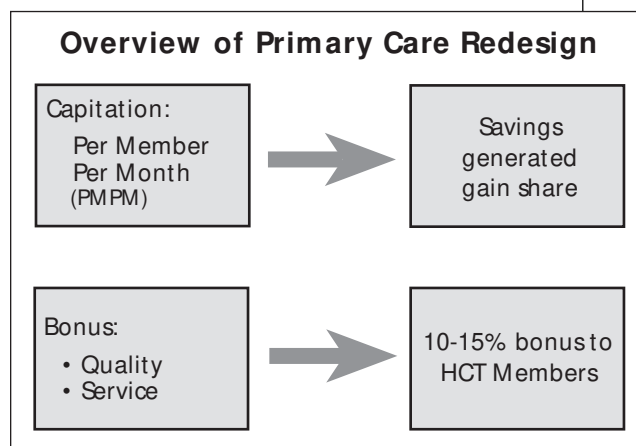 Overview of Primary Care Redesign
Capitation:
Per Member
Per Month
(PMPM)
Savings
generated
gain share
Bonus:
• Quality
• Service
10-15% bonus to
HCT Members